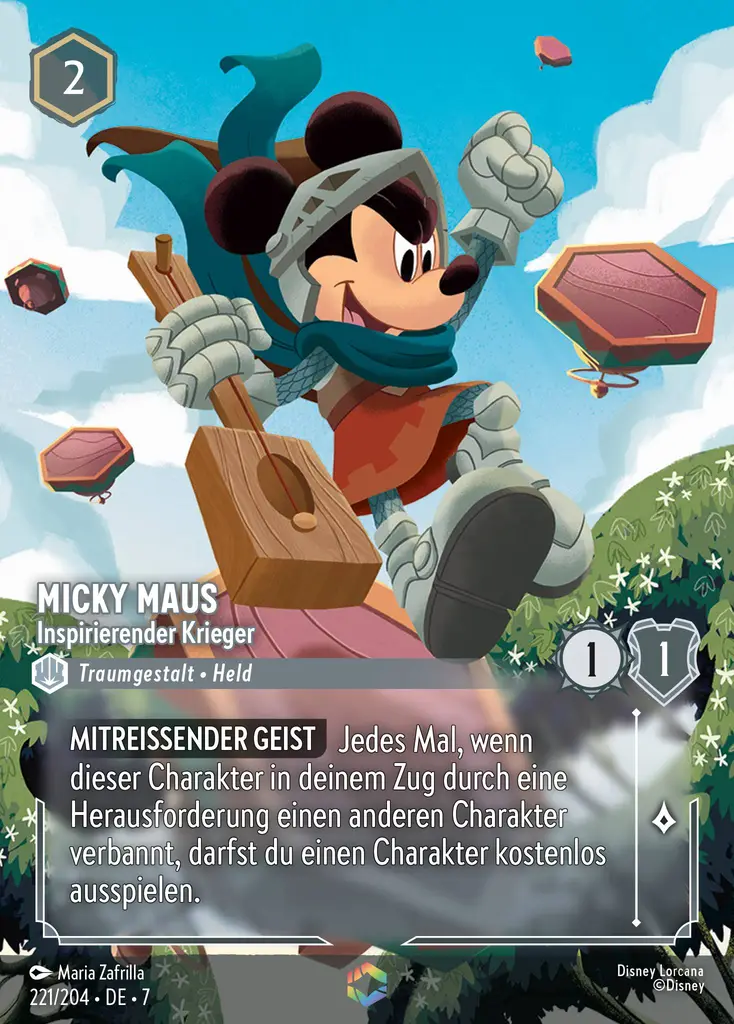 2
MICKY MAUS
Inspirierender Krieger
Traumgestalt • Held
1
1
MITREISSENDER GEIST Jedes Mal, wenn
dieser Charakter in deinem Zug durch eine
Herausforderung einen anderen Charakter
verbannt, darfst du einen Charakter kostenlos
ausspielen.
Maria Zafrilla
221/204 • DE • 7
Disney Lorcana
©Disney